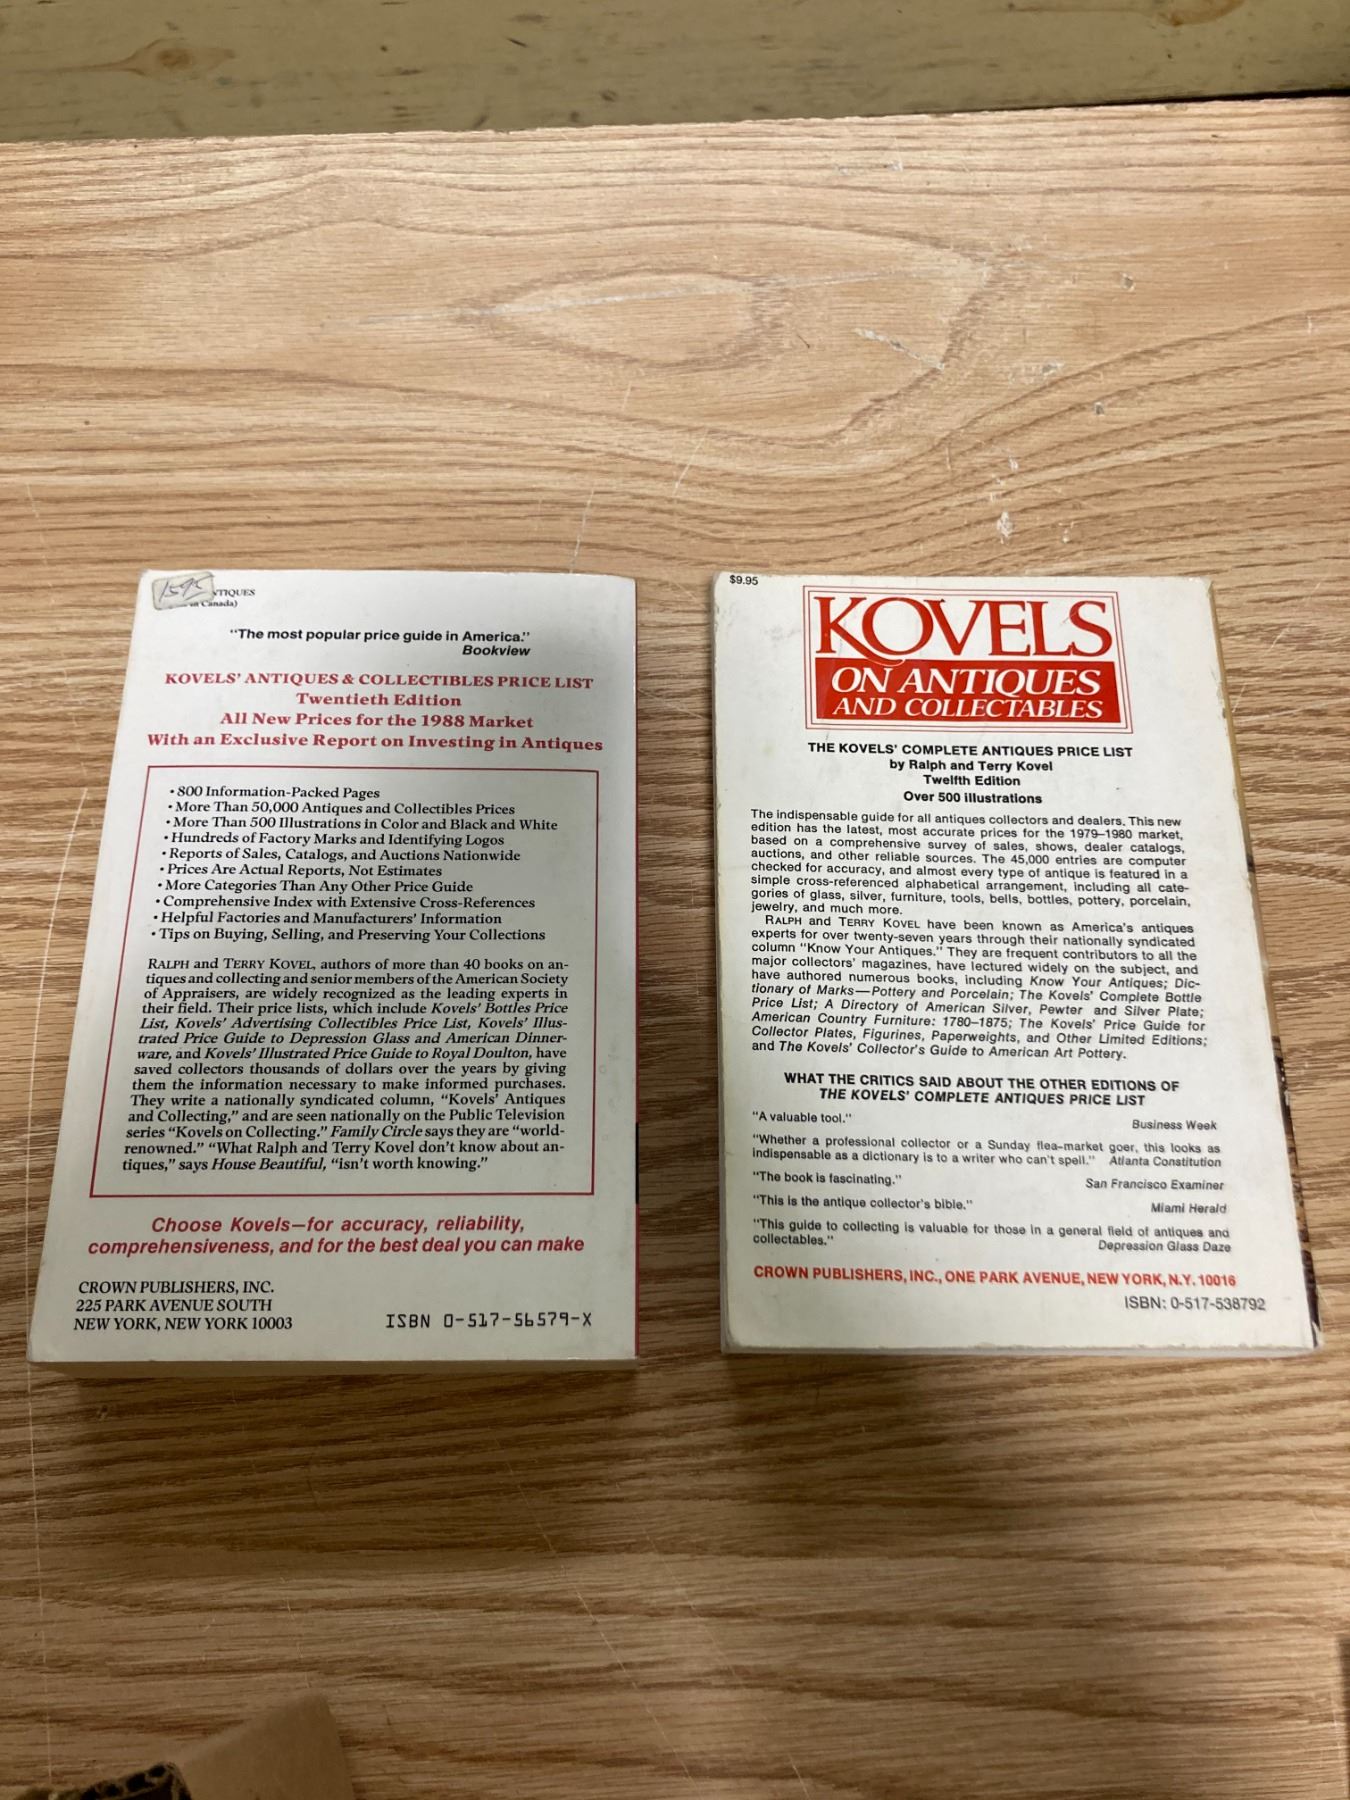 1595
ANTIQUES
in Canada)
"The most popular price guide in America."
Bookview
KOVELS' ANTIQUES & COLLECTIBLES PRICE LIST
Twentieth Edition
All New Prices for the 1988 Market
With an Exclusive Report on Investing in Antiques
• 800 Information-Packed Pages
• More Than 50,000 Antiques and Collectibles Prices
• More Than 500 Illustrations in Color and Black and White
• Hundreds of Factory Marks and Identifying Logos
• Reports of Sales, Catalogs, and Auctions Nationwide
• Prices Are Actual Reports, Not Estimates
• More Categories Than Any Other Price Guide
• Comprehensive Index with Extensive Cross-References
• Helpful Factories and Manufacturers' Information
• Tips on Buying, Selling, and Preserving Your Collections
RALPH and TERRY KOVEL, authors of more than 40 books on an-
tiques and collecting and senior members of the American Society
of Appraisers, are widely recognized as the leading experts in
their field. Their price lists, which include Kovels' Bottles Price
List, Kovels' Advertising Collectibles Price List, Kovels' Illus-
trated Price Guide to Depression Glass and American Dinner-
ware, and Kovels' Illustrated Price Guide to Royal Doulton, have
saved collectors thousands of dollars over the years by giving
them the information necessary to make informed purchases.
They write a nationally syndicated column, "Kovels' Antiques
and Collecting," and are seen nationally on the Public Television
series "Kovels on Collecting." Family Circle says they are "world-
renowned." "What Ralph and Terry Kovel don't know about an-
tiques," says House Beautiful, "isn't worth knowing."
Choose Kovels—for accuracy, reliability,
comprehensiveness, and for the best deal you can make
CROWN PUBLISHERS, INC.
225 PARK AVENUE SOUTH
NEW YORK, NEW YORK 10003
ISBN 0-517-56579-X
$9.95
KOVELS
ON ANTIQUES
AND COLLECTABLES
THE KOVELS' COMPLETE ANTIQUES PRICE LIST
by Ralph and Terry Kovel
Twelfth Edition
Over 500 illustrations
The indispensable guide for all antiques collectors and dealers. This new
edition has the latest, most accurate prices for the 1979–1980 market,
based on a comprehensive survey of sales, shows, dealer catalogs,
auctions, and other reliable sources. The 45,000 entries are computer
checked for accuracy, and almost every type of antique is featured in a
simple cross-referenced alphabetical arrangement, including all cate-
gories of glass, silver, furniture, tools, bells, bottles, pottery, porcelain,
jewelry, and much more.
RALPH and TERRY KOVEL have been known as America's antiques
experts for over twenty-seven years through their nationally syndicated
column "Know Your Antiques." They are frequent contributors to all the
major collectors' magazines, have lectured widely on the subject, and
have authored numerous books, including Know Your Antiques; Dic-
tionary of Marks—Pottery and Porcelain; The Kovels' Complete Bottle
Price List; A Directory of American Silver, Pewter and Silver Plate;
American Country Furniture: 1780–1875; The Kovels' Price Guide for
Collector Plates, Figurines, Paperweights, and Other Limited Editions;
and The Kovels' Collector's Guide to American Art Pottery.
WHAT THE CRITICS SAID ABOUT THE OTHER EDITIONS OF
THE KOVELS' COMPLETE ANTIQUES PRICE LIST
"A valuable tool."
Business Week
"Whether a professional collector or a Sunday flea-market goer, this looks as
indispensable as a dictionary is to a writer who can't spell." Atlanta Constitution
"The book is fascinating."
San Francisco Examiner
"This is the antique collector's bible."
Miami Herald
"This guide to collecting is valuable for those in a general field of antiques and
collectables."
Depression Glass Daze
CROWN PUBLISHERS, INC., ONE PARK AVENUE, NEW YORK, N.Y. 10016
ISBN: 0-517-538792